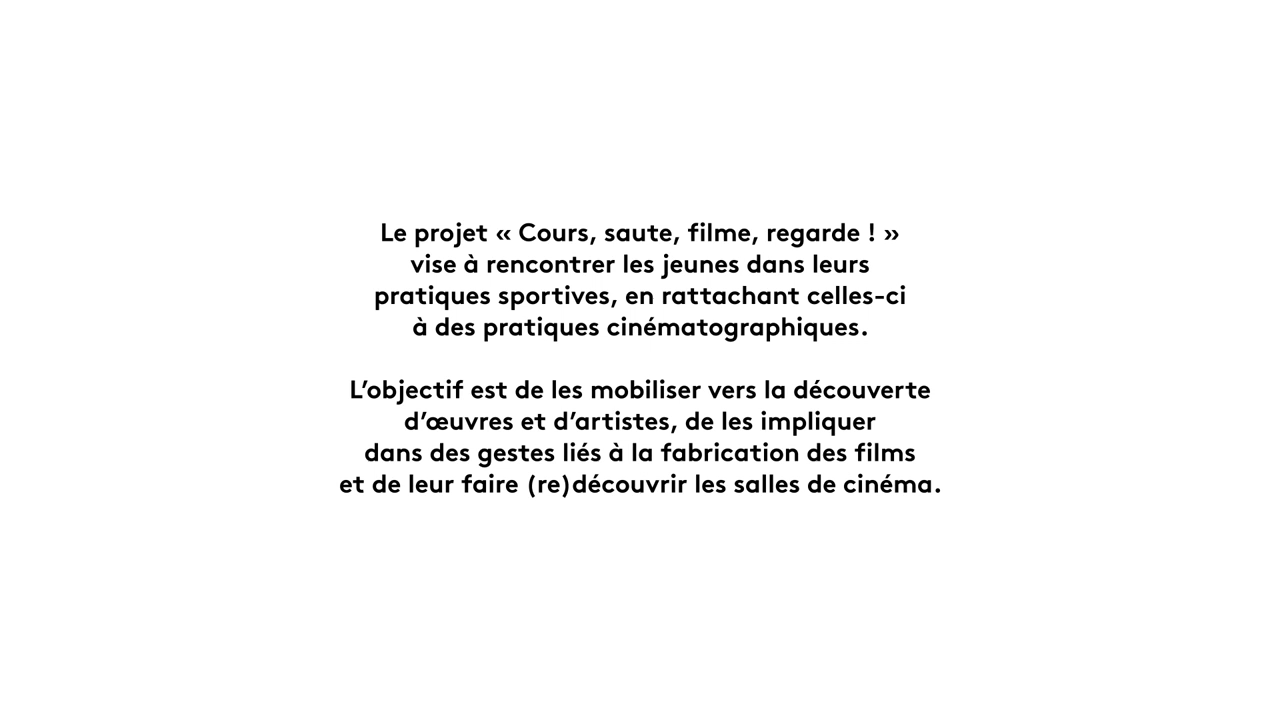 Le projet « Cours, saute, filme, regarde ! »
vise à rencontrer les jeunes dans leurs
pratiques sportives, en rattachant celles-ci
à des pratiques cinématographiques.
L’objectif est de les mobiliser vers la découverte
d’œuvres et d’artistes, de les impliquer
dans des gestes liés à la fabrication des films
et de leur faire (re)découvrir les salles de cinéma.